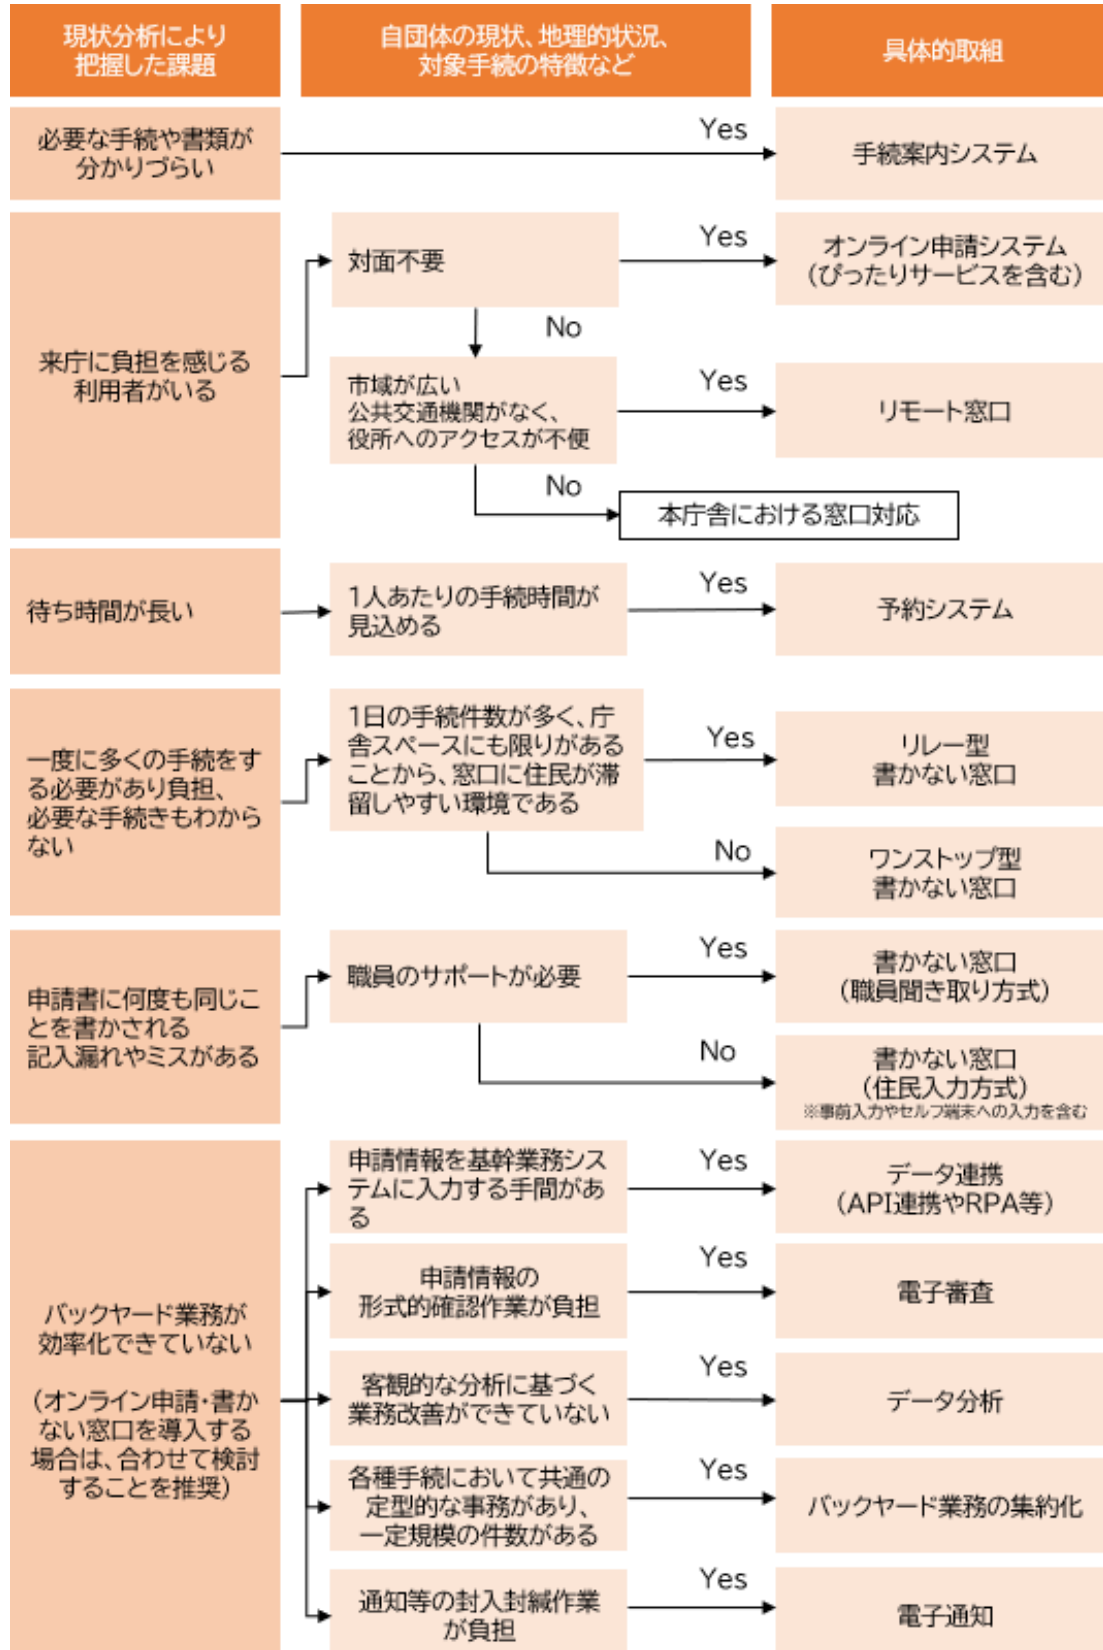 現状分析により
把握した課題
自団体の現状、地理的状況、
対象手続の特徴など
具体的取組
必要な手続や書類が
分かりづらい
Yes
手続案内システム
来庁に負担を感じる
利用者がいる
対面不要
Yes
オンライン申請システム
（ぴったりサービスを含む）
No
市域が広い
公共交通機関がなく、
役所へのアクセスが不便
Yes
リモート窓口
No
本庁舎における窓口対応
待ち時間が長い
1人あたりの手続時間が
見込める
Yes
予約システム
一度に多くの手続をす
る必要があり負担、
必要な手続きもわから
ない
1日の手続件数が多く、庁
舎スペースにも限りがある
ことから、窓口に住民が滞
留しやすい環境である
Yes
リレー型
書かない窓口
No
ワンストップ型
書かない窓口
申請書に何度も同じこ
とを書かされる
記入漏れやミスがある
職員のサポートが必要
Yes
書かない窓口
（職員聞き取り方式）
No
書かない窓口
（住民入力方式）
※事前入力やセルフ端末への入力を含む
バックヤード業務が
効率化できていない
（オンライン申請・書か
ない窓口を導入する
場合は、合わせて検討
することを推奨）
申請情報を基幹業務シス
テムに入力する手間があ
る
Yes
データ連携
（API連携やRPA等）
申請情報の
形式的確認作業が負担
Yes
電子審査
客観的な分析に基づく
業務改善ができていない
Yes
データ分析
各種手続において共通の
定型的な事務があり、
一定規模の件数がある
Yes
バックヤード業務の集約化
通知等の封入封緘作業
が負担
Yes
電子通知